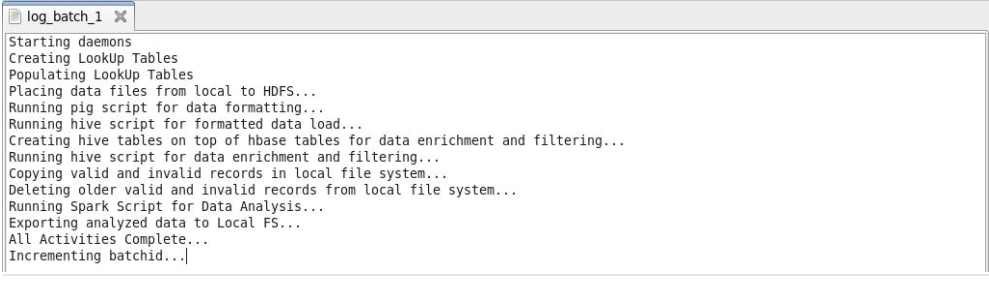 log_batch_1
Starting daemons
Creating LookUp Tables
Populating LookUp Tables
Placing data files from local to HDFS...
Running pig script for data formatting...
Running hive script for formatted data load...
Creating hive tables on top of hbase tables for data enrichment and filtering...
Running hive script for data enrichment and filtering...
Copying valid and invalid records in local file system...
Deleting older valid and invalid records from local file system...
Running Spark Script for Data Analysis...
Exporting analyzed data to Local FS...
All Activities Complete...
Incrementing batchid...